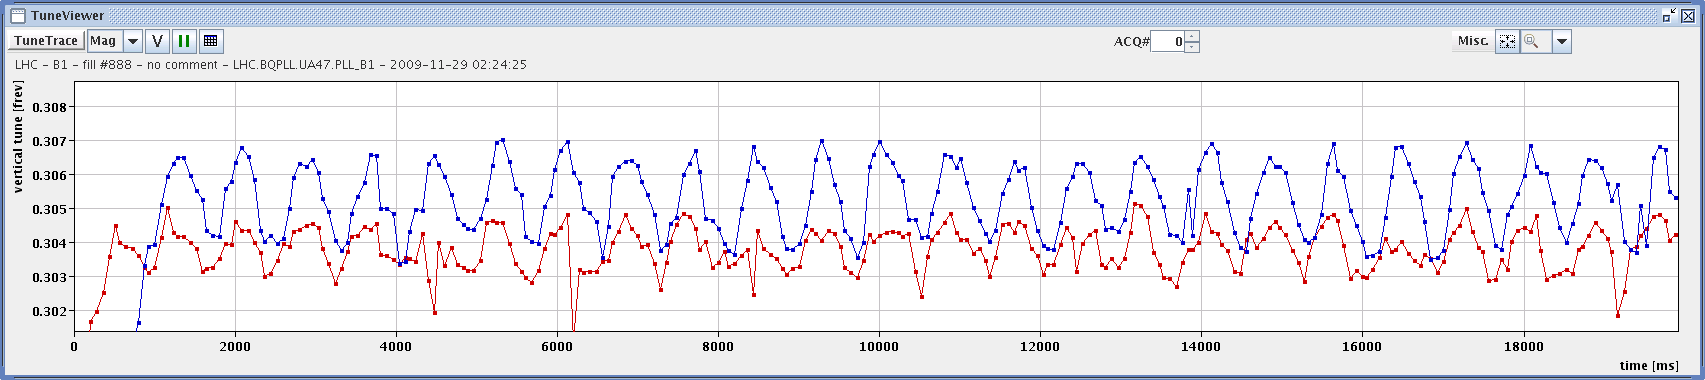 TuneViewer
TuneTrace Mag V ACQ# 0 Misc.
LHC – B1 – fill #888 – no comment – LHC.BQPLL.UA47.PLL_B1 – 2009-11-29 02:24:25
vertical tune [frev]
0.308
0.307
0.306
0.305
0.304
0.303
0.302
0 2000 4000 6000 8000 10000 12000 14000 16000 18000
time [ms]